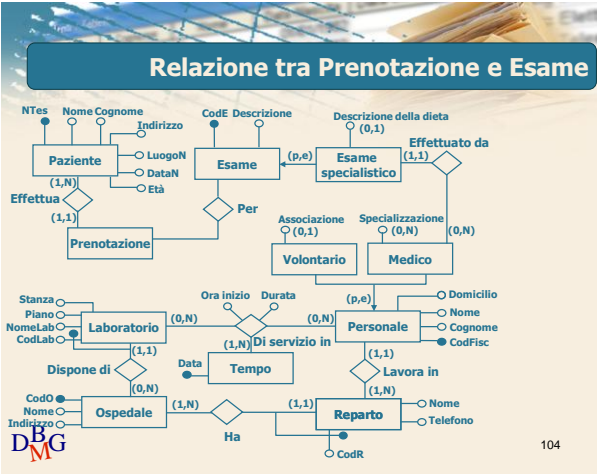 Relazione tra Prenotazione e Esame
NTes Nome Cognome
Indirizzo
Paziente
LuogoN
DataN
Età
(1,N)
Effettua
(1,1)
Prenotazione
CodE Descrizione
Esame
Per
(p,e)
Descrizione della dieta
(0,1)
Esame
specialistico
(1,1)
Effettuato da
(0,N)
Associazione
(0,1)
Volontario
Specializzazione
(0,N)
Medico
(p,e)
Domicilio
Personale
Nome
Cognome
CodFisc
Stanza
Piano
NomeLab
CodLab
Laboratorio
(0,N)
Ora inizio Durata
(0,N)
Di servizio in
(1,N)
Data
Tempo
(1,1)
Dispone di
(0,N)
(1,1)
Lavora in
(1,N)
CodO
Nome
Indirizzo
Ospedale
(1,N)
Ha
(1,1)
Reparto
Nome
Telefono
CodR
DBMG
104